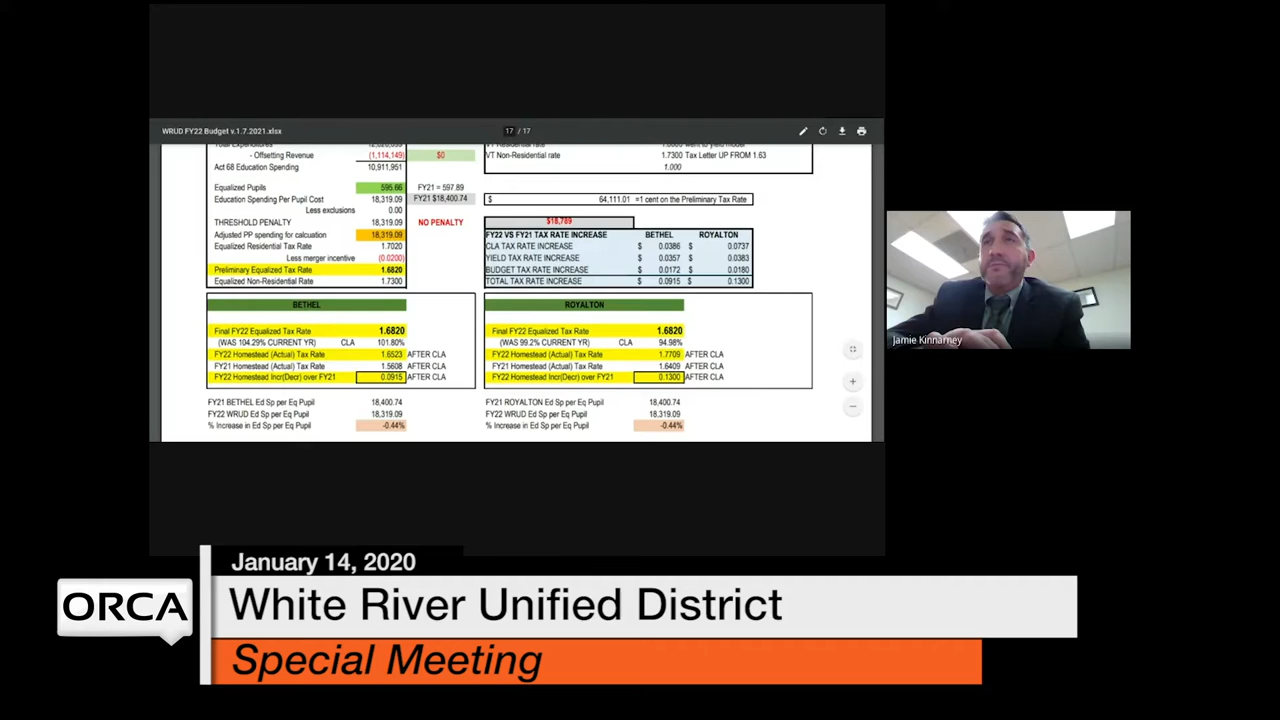 WRUD FY22 Budget v.1.7.2021.xlsx 17 / 17
- Offsetting Revenue (1,114,149) $0
Act 68 Education Spending 10,911,951
VT Non-Residential rate 1.7300 Tax Letter UP FROM 1.63
1.000
Equalized Pupils 595.66 FY21 = 597.89
Education Spending Per Pupil Cost 18,319.09 FY21 $18,400.74
Less exclusions 0.00
$ 64,111.01 =1 cent on the Preliminary Tax Rate
THRESHOLD PENALTY 18,319.09 NO PENALTY
Adjusted PP spending for calcuation 18,319.09
Equalized Residential Tax Rate 1.7020
Less merger incentive (0.0200)
Preliminary Equalized Tax Rate 1.6820
Equalized Non-Residential Rate 1.7300
$18,789
FY22 VS FY21 TAX RATE INCREASE BETHEL ROYALTON
CLA TAX RATE INCREASE $ 0.0386 $ 0.0737
YIELD TAX RATE INCREASE $ 0.0357 $ 0.0383
BUDGET TAX RATE INCREASE $ 0.0172 $ 0.0180
TOTAL TAX RATE INCREASE $ 0.0915 $ 0.1300
BETHEL
Final FY22 Equalized Tax Rate 1.6820
(WAS 104.29% CURRENT YR) CLA 101.80%
FY22 Homestead (Actual) Tax Rate 1.6523 AFTER CLA
FY21 Homestead (Actual) Tax Rate 1.5608 AFTER CLA
FY22 Homestead Incr(Decr) over FY21 0.0915 AFTER CLA
FY21 BETHEL Ed Sp per Eq Pupil 18,400.74
FY22 WRUD Ed Sp per Eq Pupil 18,319.09
% Increase in Ed Sp per Eq Pupil -0.44%
ROYALTON
Final FY22 Equalized Tax Rate 1.6820
(WAS 99.2% CURRENT YR) CLA 94.98%
FY22 Homestead (Actual) Tax Rate 1.7709 AFTER CLA
FY21 Homestead (Actual) Tax Rate 1.6409 AFTER CLA
FY22 Homestead Incr(Decr) over FY21 0.1300 AFTER CLA
FY21 ROYALTON Ed Sp per Eq Pupil 18,400.74
FY22 WRUD Ed Sp per Eq Pupil 18,319.09
% Increase in Ed Sp per Eq Pupil -0.44%
Jamie Kinnarney
January 14, 2020
ORCA
White River Unified District
Special Meeting